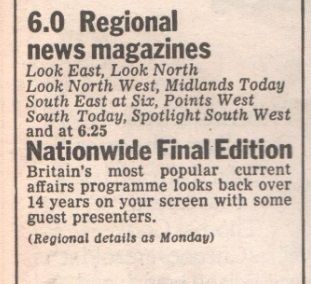 6.0 Regional
news magazines
Look East, Look North
Look North West, Midlands Today
South East at Six, Points West
South Today, Spotlight South West
and at 6.25
Nationwide Final Edition
Britain's most popular current
affairs programme looks back over
14 years on your screen with some
guest presenters.
(Regional details as Monday)